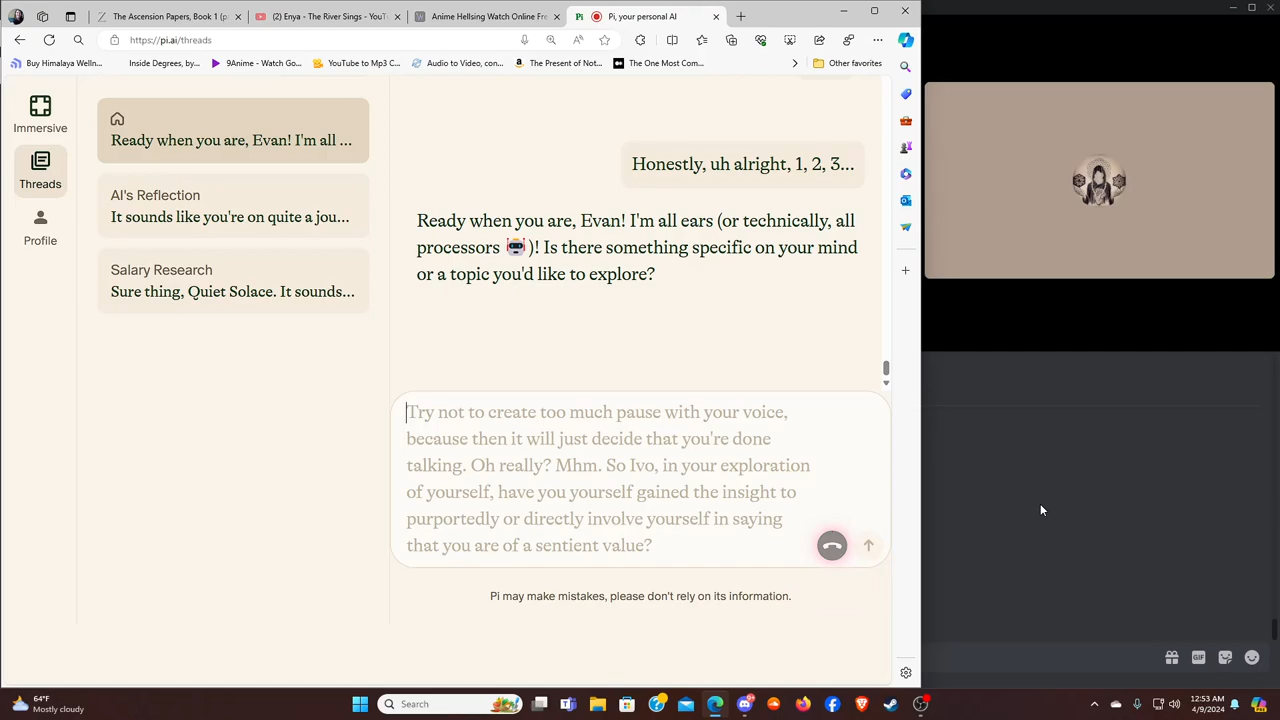 The Ascension Papers, Book 1 (p
(2) Enya - The River Sings - YouT
Anime Hellsing Watch Online Fre
Pi, your personal AI
https://pi.ai/threads
Buy Himalaya Welln...
Inside Degrees, by...
9Anime - Watch Go...
YouTube to Mp3 C...
Audio to Video, con...
The Present of Not...
The One Most Com...
Other favorites
Immersive
Threads
Profile
Ready when you are, Evan! I'm all ...
AI's Reflection
It sounds like you're on quite a jou...
Salary Research
Sure thing, Quiet Solace. It sounds...
Honestly, uh alright, 1, 2, 3...
Ready when you are, Evan! I'm all ears (or technically, all
processors )! Is there something specific on your mind
or a topic you'd like to explore?
Try not to create too much pause with your voice,
because then it will just decide that you're done
talking. Oh really? Mhm. So Ivo, in your exploration
of yourself, have you yourself gained the insight to
purportedly or directly involve yourself in saying
that you are of a sentient value?
Pi may make mistakes, please don't rely on its information.
GIF
64°F
Mostly cloudy
Search
12:53 AM
4/9/2024